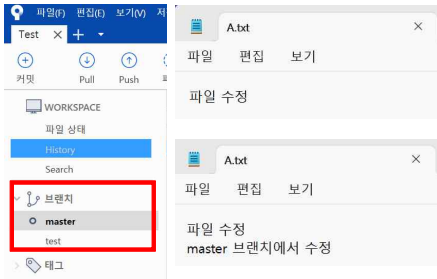 파일(F) 편집(E) 보기(V)
Test
커밋 Pull Push
WORKSPACE
파일 상태
History
Search
브랜치
master
test
태그
A.txt
파일 편집 보기
파일 수정
A.txt
파일 편집 보기
파일 수정
master 브랜치에서 수정